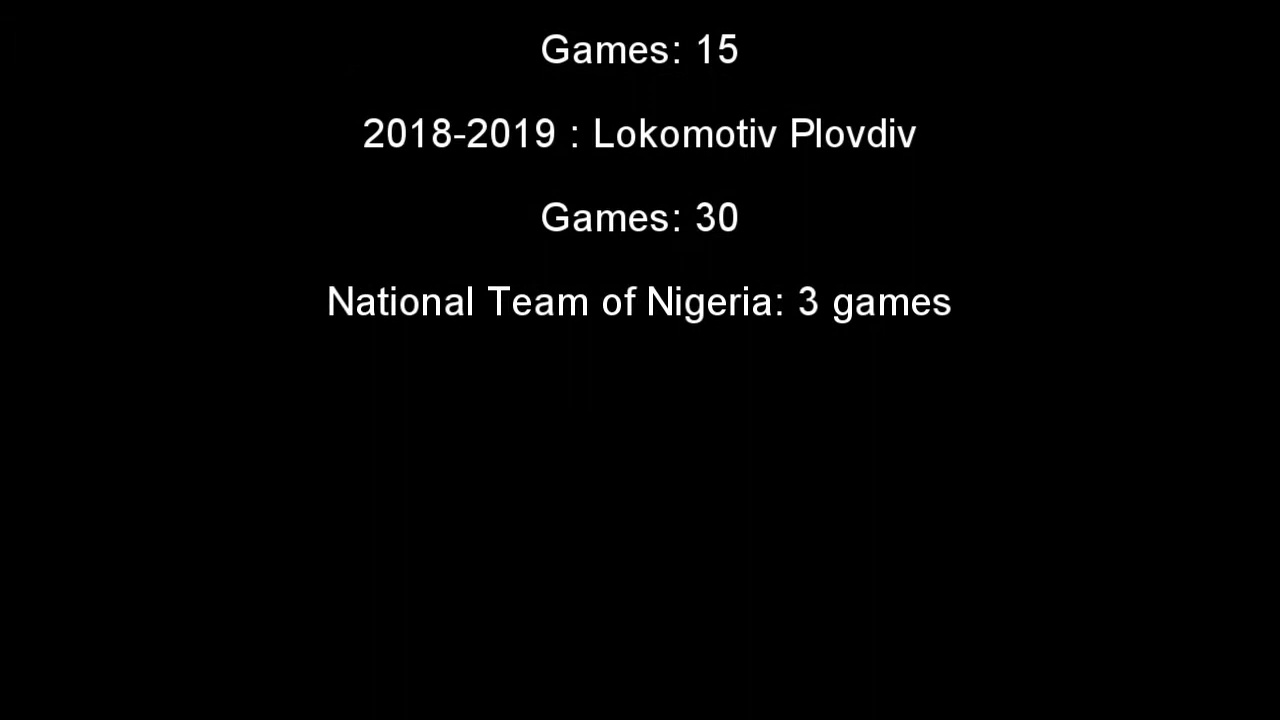 Games: 15
2018-2019 : Lokomotiv Plovdiv
Games: 30
National Team of Nigeria: 3 games